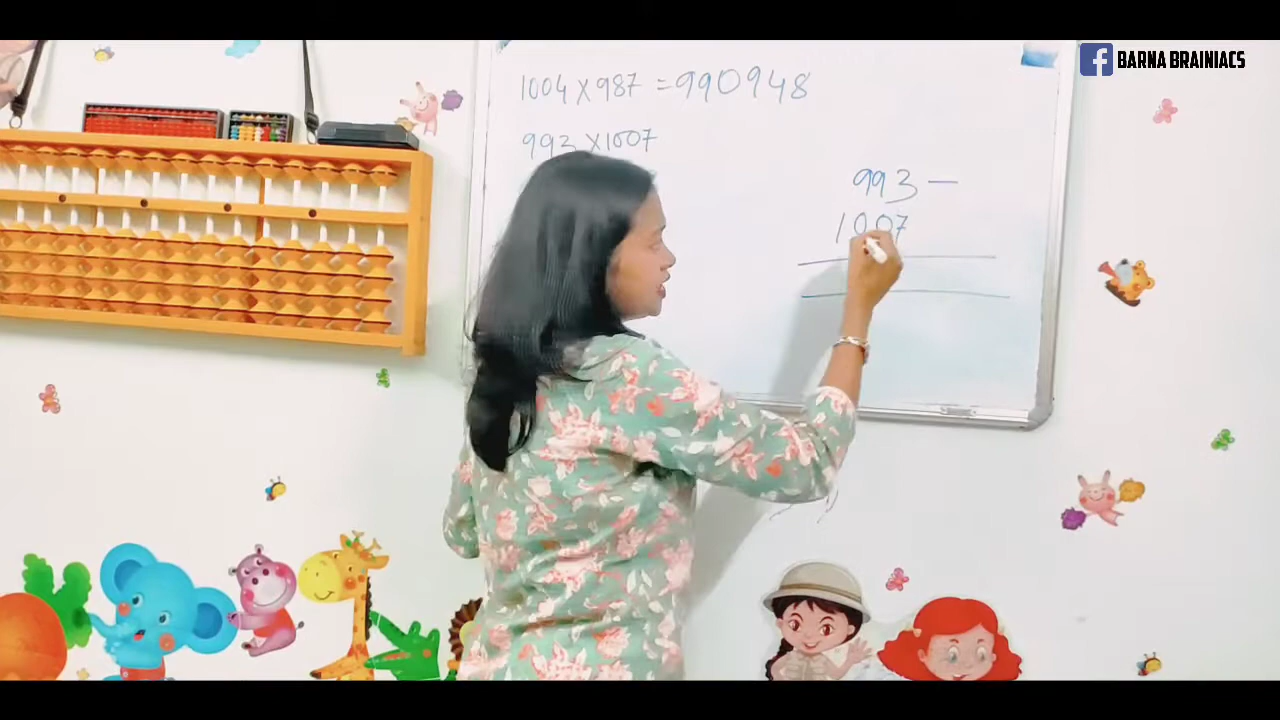 BARNA BRAINIACS
1004 × 987 = 990948
993 × 1007
993 —
1007